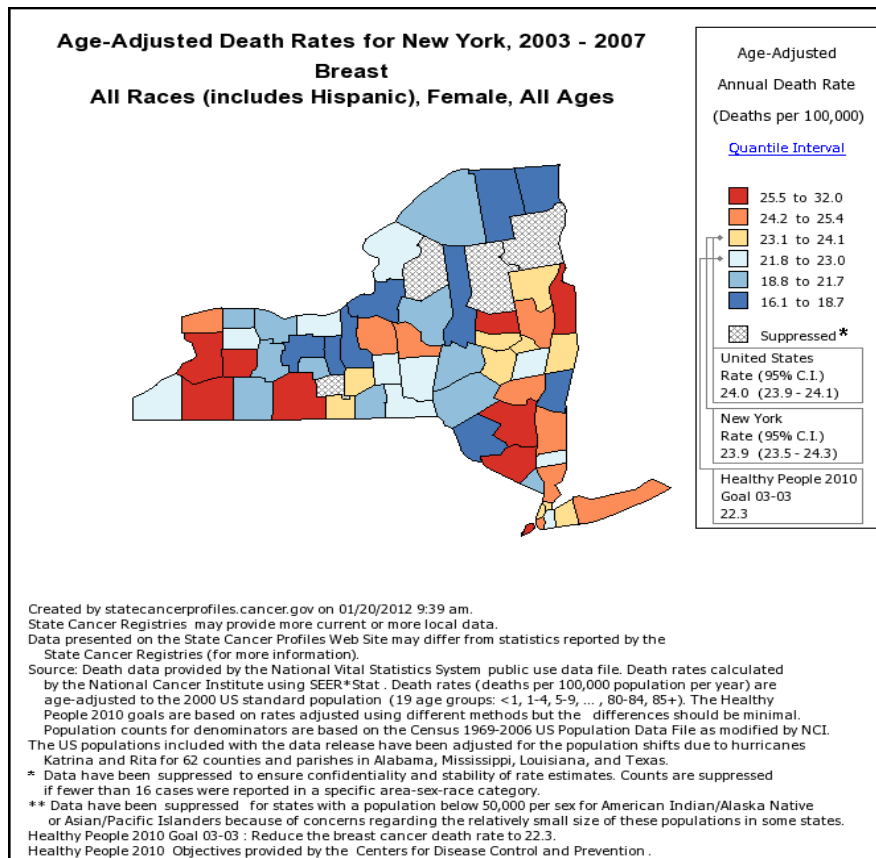 Age-Adjusted Death Rates for New York, 2003 - 2007
Breast
All Races (includes Hispanic), Female, All Ages
Age-Adjusted
Annual Death Rate
(Deaths per 100,000)
Quantile Interval
25.5 to 32.0
24.2 to 25.4
23.1 to 24.1
21.8 to 23.0
18.8 to 21.7
16.1 to 18.7
Suppressed *
United States
Rate (95% C.I.)
24.0 (23.9 - 24.1)
New York
Rate (95% C.I.)
23.9 (23.5 - 24.3)
Healthy People 2010
Goal 03-03
22.3
Created by statecancerprofiles.cancer.gov on 01/20/2012 9:39 am.
State Cancer Registries may provide more current or more local data.
Data presented on the State Cancer Profiles Web Site may differ from statistics reported by the
State Cancer Registries (for more information).
Source: Death data provided by the National Vital Statistics System public use data file. Death rates calculated
by the National Cancer Institute using SEER*Stat . Death rates (deaths per 100,000 population per year) are
age-adjusted to the 2000 US standard population (19 age groups: <1, 1-4, 5-9, ... , 80-84, 85+). The Healthy
People 2010 goals are based on rates adjusted using different methods but the differences should be minimal.
Population counts for denominators are based on the Census 1969-2006 US Population Data File as modified by NCI.
The US populations included with the data release have been adjusted for the population shifts due to hurricanes
Katrina and Rita for 62 counties and parishes in Alabama, Mississippi, Louisiana, and Texas.
* Data have been suppressed to ensure confidentiality and stability of rate estimates. Counts are suppressed
if fewer than 16 cases were reported in a specific area-sex-race category.
** Data have been suppressed for states with a population below 50,000 per sex for American Indian/Alaska Native
or Asian/Pacific Islanders because of concerns regarding the relatively small size of these populations in some states.
Healthy People 2010 Goal 03-03 : Reduce the breast cancer death rate to 22.3.
Healthy People 2010 Objectives provided by the Centers for Disease Control and Prevention .